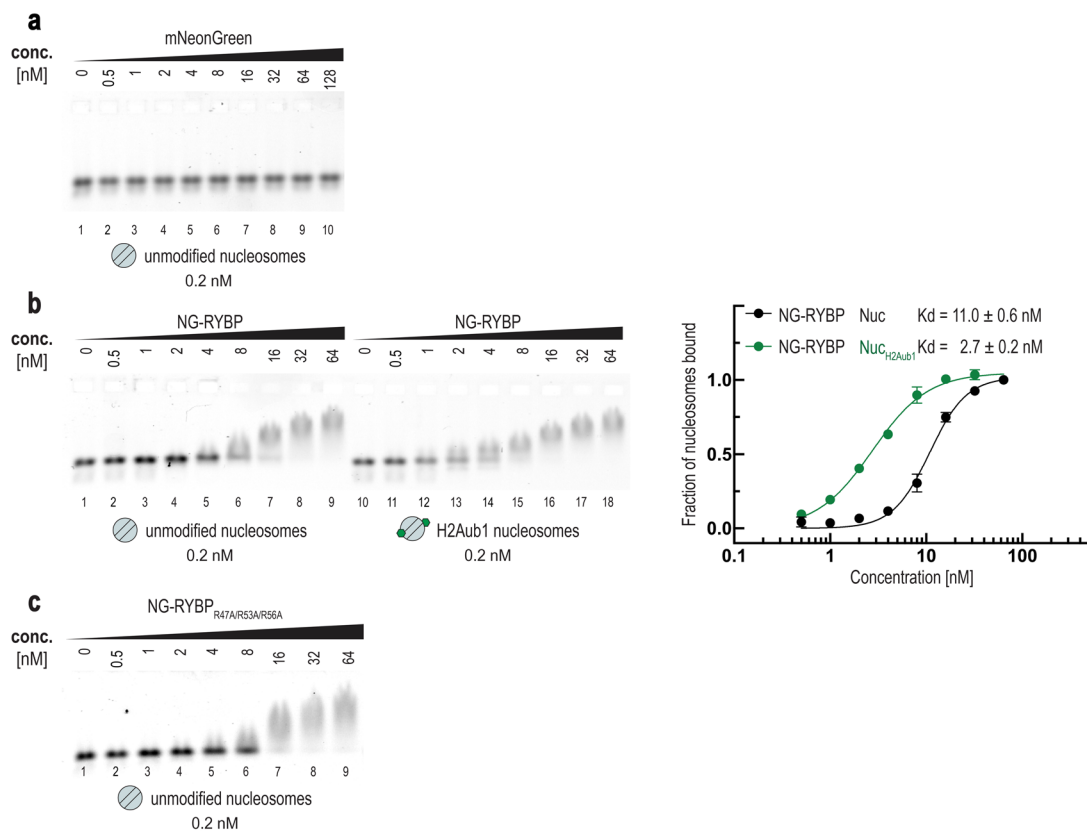 a
mNeonGreen
conc.
[nM]
0 0.5 1 2 4 8 16 32 64 128
1 2 3 4 5 6 7 8 9 10
unmodified nucleosomes
0.2 nM
b
NG-RYBP NG-RYBP
conc.
[nM]
0 0.5 1 2 4 8 16 32 64 0 0.5 1 2 4 8 16 32 64
1 2 3 4 5 6 7 8 9 10 11 12 13 14 15 16 17 18
unmodified nucleosomes H2Aub1 nucleosomes
0.2 nM 0.2 nM
NG-RYBP Nuc Kd = 11.0 ± 0.6 nM
NG-RYBP Nuc H2Aub1 Kd = 2.7 ± 0.2 nM
Fraction of nucleosomes bound
1.0
0.5
0.0
0.1 1 10 100
Concentration [nM]
c
NG-RYBP R47A/R53A/R56A
conc.
[nM]
0 0.5 1 2 4 8 16 32 64
1 2 3 4 5 6 7 8 9
unmodified nucleosomes
0.2 nM